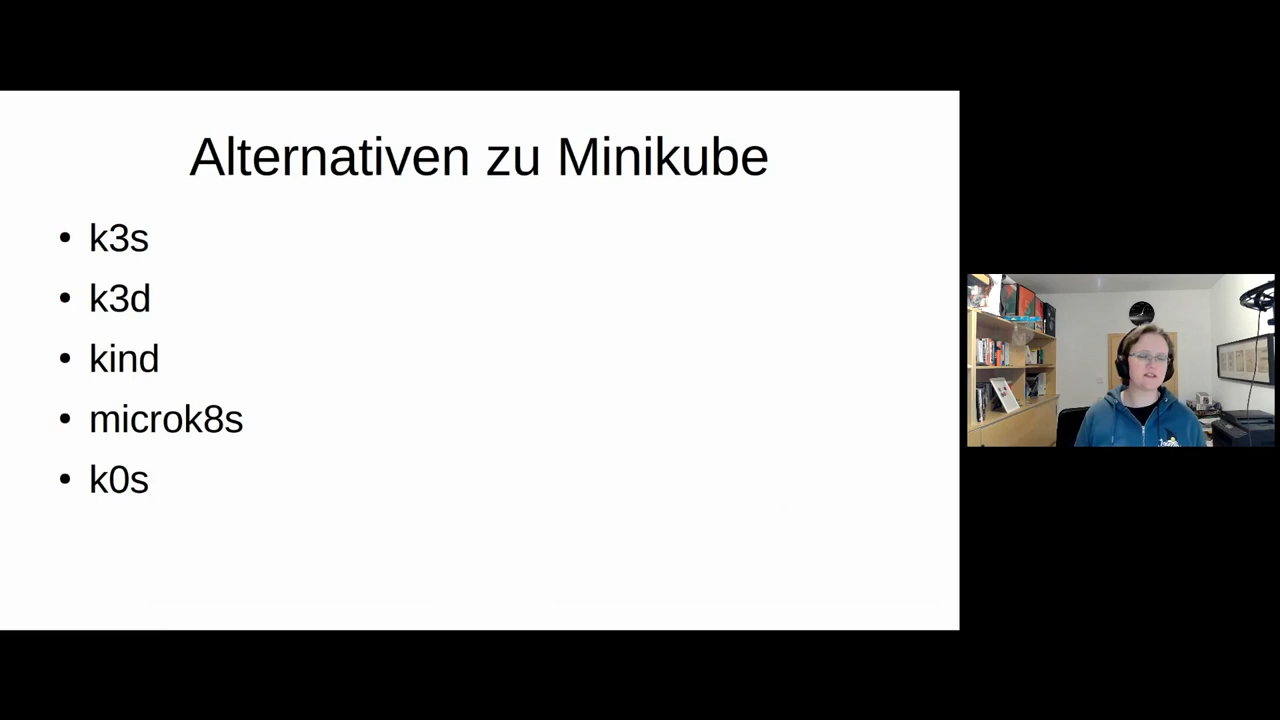 Alternativen zu Minikube
• k3s
• k3d
• kind
• microk8s
• k0s